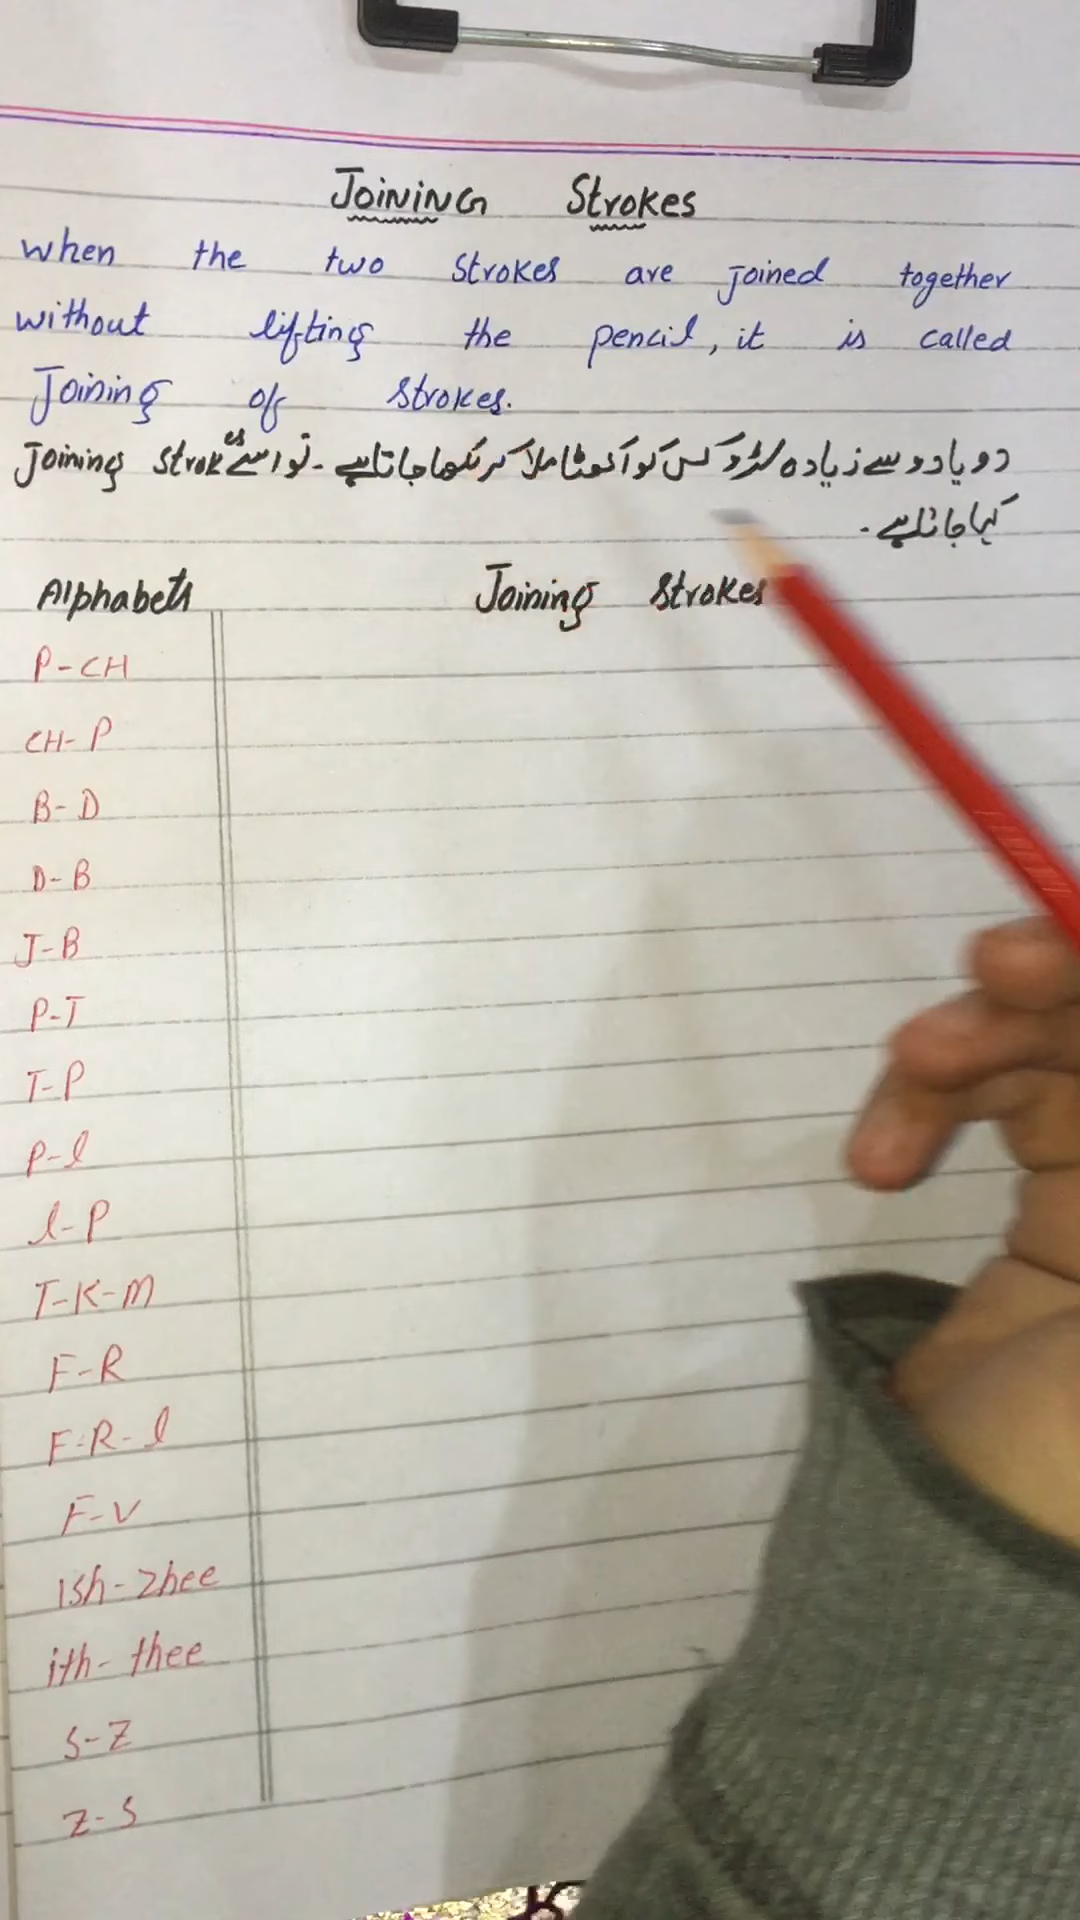 Joining Strokes
when the two strokes are joined together
without lifting the pencil, it is called
Joining of strokes.
دو یا دو سے زیادہ سٹروکس کو اکھٹا ملا کر لکھا جاتا ہے۔ تو اسے Joining strokes
کہا جاتا ہے۔
Alphabets Joining Strokes
P-CH
CH-P
B-D
D-B
J-B
P-T
T-P
P-l
l-P
T-K-M
F-R
F-R-l
F-V
ish-zhee
ith-thee
S-Z
Z-S